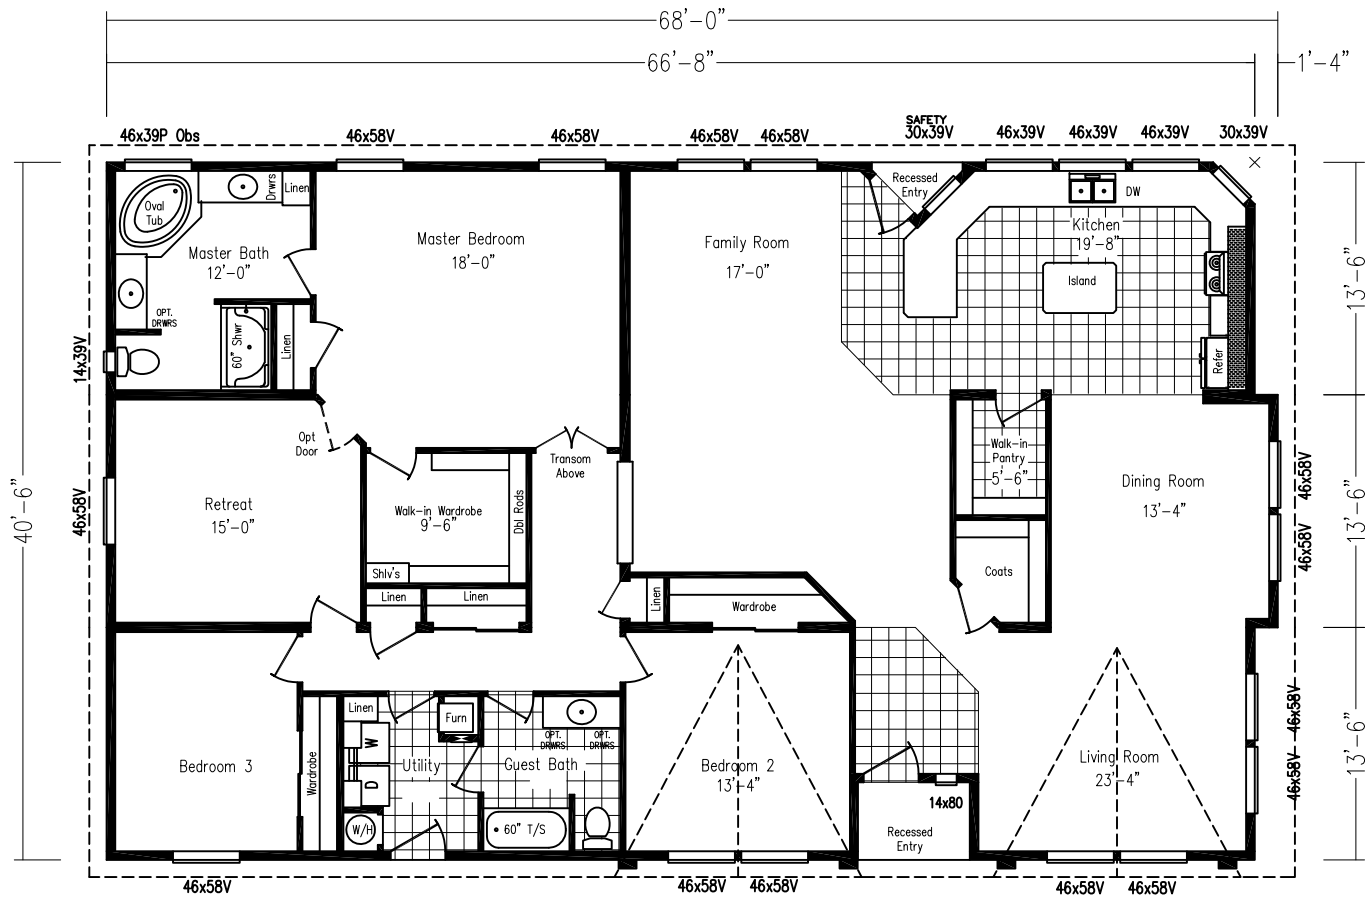 68'-0"
66'-8"
1'-4"
46x39P Obs
46x58V
46x58V
46x58V
46x58V
SAFETY
30x39V
46x39V
46x39V
46x39V
30x39V
Oval
Tub
Drwrs
Linen
Master Bath
12'-0"
OPT.
DRWRS
60" Shwr
Linen
14x39V
Master Bedroom
18'-0"
Family Room
17'-0"
Recessed
Entry
DW
Kitchen
19'-8"
Island
Refer
13'-6"
Opt
Door
Transom
Above
Retreat
15'-0"
46x58V
40'-6"
Walk-in Wardrobe
9'-6"
Dbl Rods
Shlv's
Linen
Linen
Linen
Wardrobe
Walk-in
Pantry
5'-6"
Coats
Dining Room
13'-4"
46x58V
46x58V
13'-6"
Bedroom 3
Wardrobe
Linen
W
D
W/H
Furn
Utility
OPT.
DRWRS
OPT.
DRWRS
Guest Bath
60" T/S
Bedroom 2
13'-4"
14x80
Recessed
Entry
Living Room
23'-4"
46x58V
46x58V
13'-6"
46x58V
46x58V
46x58V
46x58V
46x58V